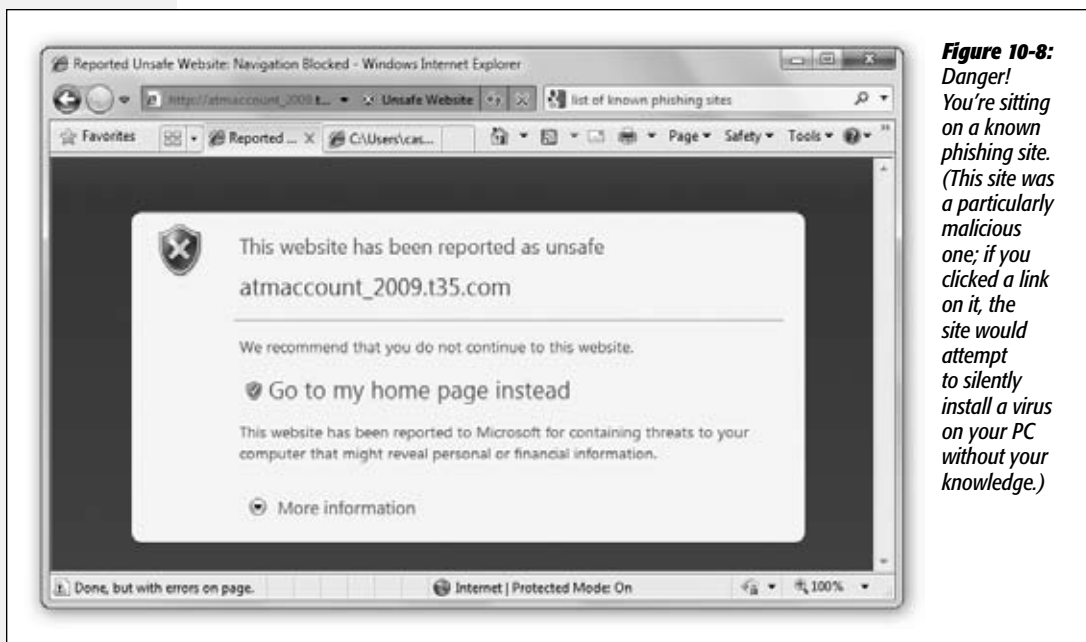 Reported Unsafe Website: Navigation Blocked - Windows Internet Explorer
http://atmaccount_2009.t... Unsafe Website list of known phishing sites
Favorites Reported ... X C:\Users\cas... Page Safety Tools
This website has been reported as unsafe
atmaccount_2009.t35.com
We recommend that you do not continue to this website.
Go to my home page instead
This website has been reported to Microsoft for containing threats to your
computer that might reveal personal or financial information.
More information
Done, but with errors on page. Internet | Protected Mode: On 100%
Figure 10-8:
Danger!
You're sitting
on a known
phishing site.
(This site was
a particularly
malicious
one; if you
clicked a link
on it, the
site would
attempt
to silently
install a virus
on your PC
without your
knowledge.)